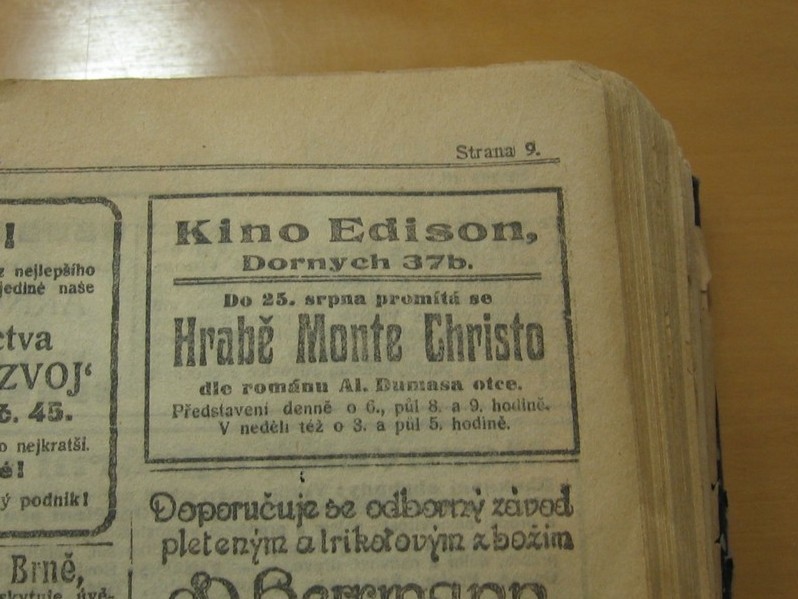 Strana 9.
!
z nejlepšího
jediné naše
ctva
ZVOJ‘
č. 45.
o nejkratší.
é!
ý podnik!
Brně,
Kino Edison,
Dornych 37b.
Do 25. srpna promítá se
Hrabě Monte Christo
dle románu Al. Dumasa otce.
Představení denně o 6., půl 8. a 9. hodině.
V neděli též o 3. a půl 5. hodině.
Doporučuje se odborný závod
pleteným a trikotovým zbožím
Herrmann